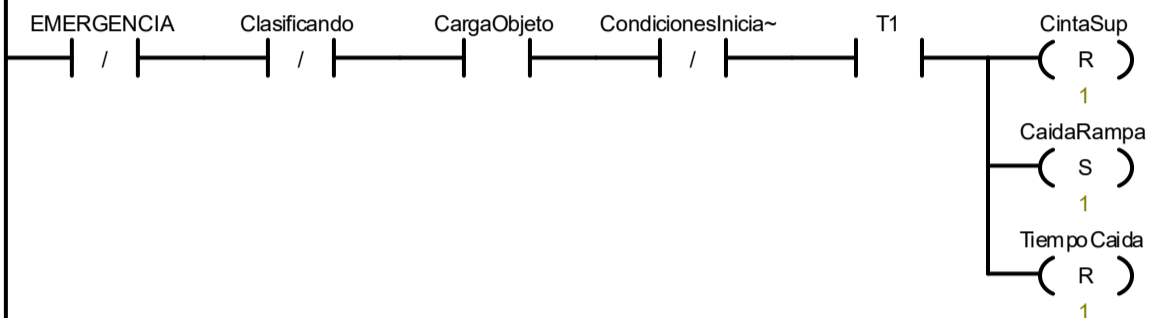 EMERGENCIA Clasificando CargaObjeto CondicionesInicia~ T1 CintaSup
/ / / R
1
CaidaRampa
S
1
TiempoCaida
R
1